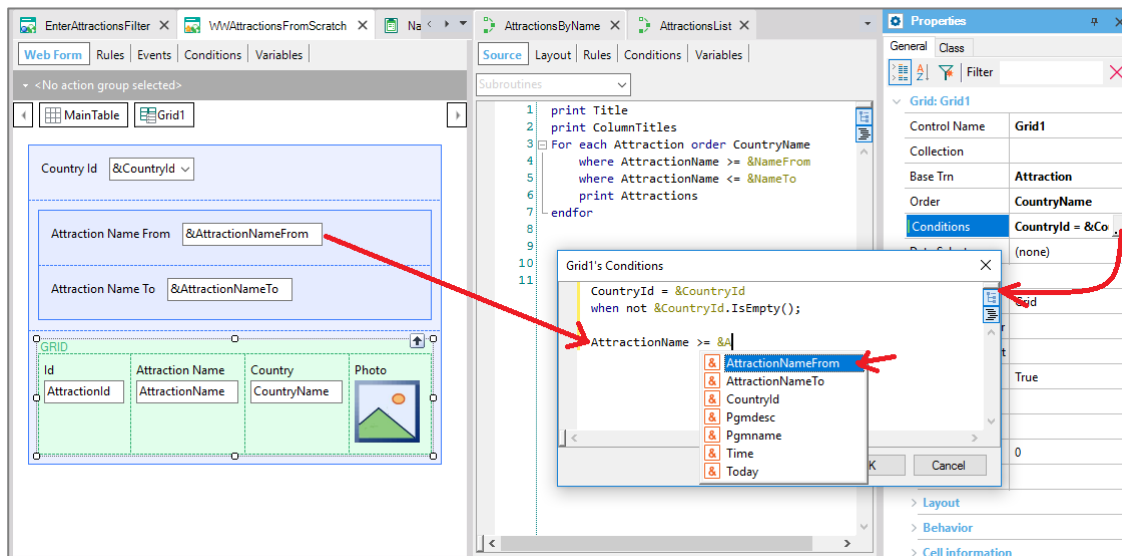 EnterAttractionsFilter
WWAttractionsFromScratch
Na
Web Form | Rules | Events | Conditions | Variables
<No action group selected>
MainTable
Grid1
Country Id
&CountryId
Attraction Name From
&AttractionNameFrom
Attraction Name To
&AttractionNameTo
GRID
Id
Attraction Name
Country
Photo
AttractionId
AttractionName
CountryName
AttractionsByName
AttractionsList
Source | Layout | Rules | Conditions | Variables
Subroutines
1 print Title
2 print ColumnTitles
3 For each Attraction order CountryName
4 where AttractionName >= &NameFrom
5 where AttractionName <= &NameTo
6 print Attractions
7 endfor
8
9
10
11
Grid1's Conditions
CountryId = &CountryId
when not &CountryId.IsEmpty();
AttractionName >= &A
AttractionNameFrom
AttractionNameTo
CountryId
Pgmdesc
Pgmname
Time
Today
K
Cancel
Properties
General
Class
Filter
Grid: Grid1
Control Name Grid1
Collection
Base Trn Attraction
Order CountryName
Conditions CountryId = &Co
(none)
Grid
True
0
Layout
Behavior
Cell information